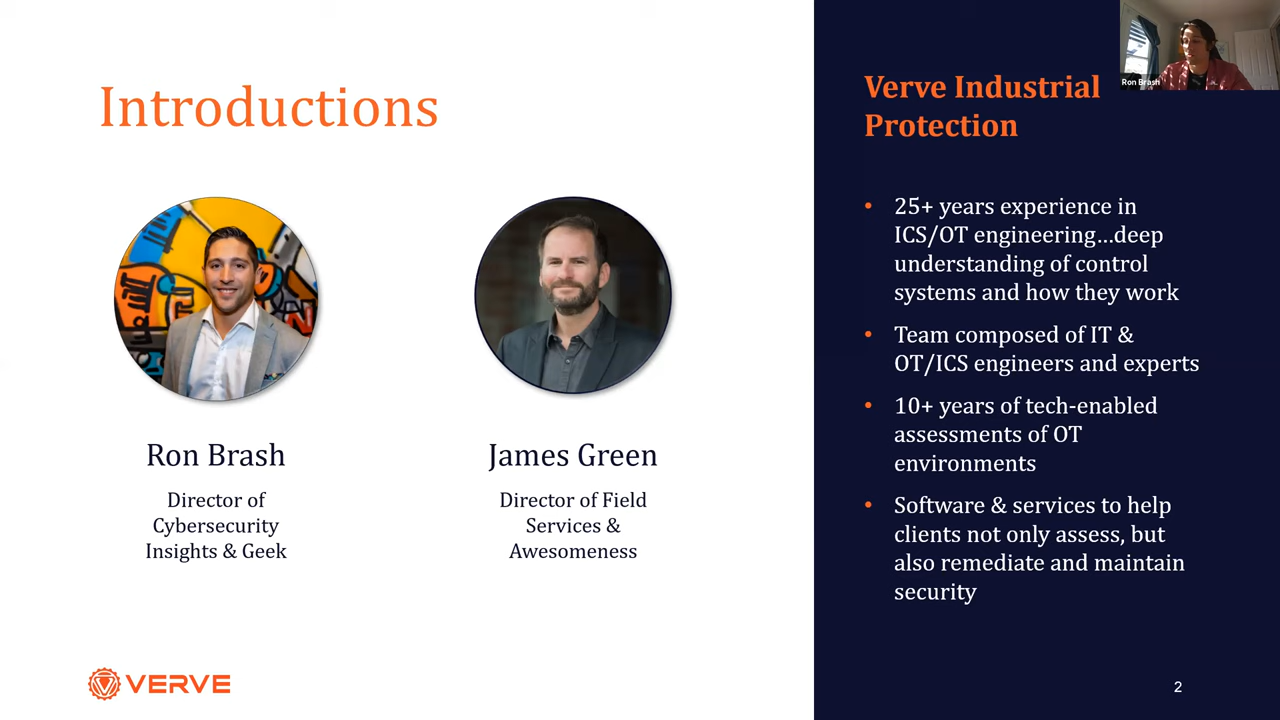 Introductions
Ron Brash
Director of
Cybersecurity
Insights & Geek
James Green
Director of Field
Services &
Awesomeness
VERVE
Verve Industrial
Protection
• 25+ years experience in
ICS/OT engineering...deep
understanding of control
systems and how they work
• Team composed of IT &
OT/ICS engineers and experts
• 10+ years of tech-enabled
assessments of OT
environments
• Software & services to help
clients not only assess, but
also remediate and maintain
security
Ron Brash
2